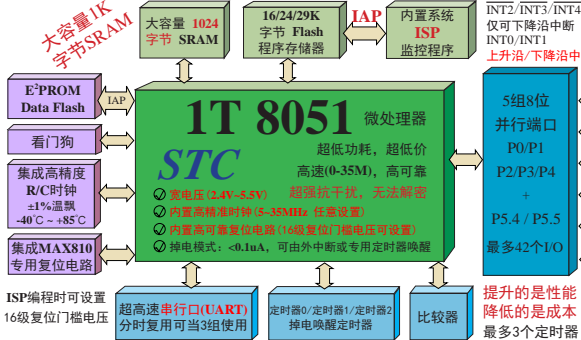 大容量1K
字节SRAM
大容量 1024
字节 SRAM
16/24/29K
字节 Flash
程序存储器
IAP
内置系统
ISP
监控程序
INT2/INT3/INT4
仅可下降沿中断
INT0/INT1
上升沿/下降沿中
E²PROM
Data Flash
IAP
看门狗
集成高精度
R/C时钟
±1%温飘
-40℃~+85℃
集成MAX810
专用复位电路
1T 8051 微处理器
STC
超低功耗，超低价
高速(0-35M)，高可靠
超强抗干扰，无法解密
宽电压(2.4V~5.5V)
内置高精准时钟(5~35MHz 任意设置)
内置高可靠复位电路(16级复位门槛电压可设置)
掉电模式：<0.1uA，可由外中断或专用定时器唤醒
5组8位
并行端口
P0/P1
P2/P3/P4
+
P5.4 / P5.5
最多42个I/O
ISP编程时可设置
16级复位门槛电压
超高速串行口(UART)
分时复用可当3组使用
定时器0/定时器1/定时器2
掉电唤醒定时器
比较器
提升的是性能
降低的是成本
最多3个定时器